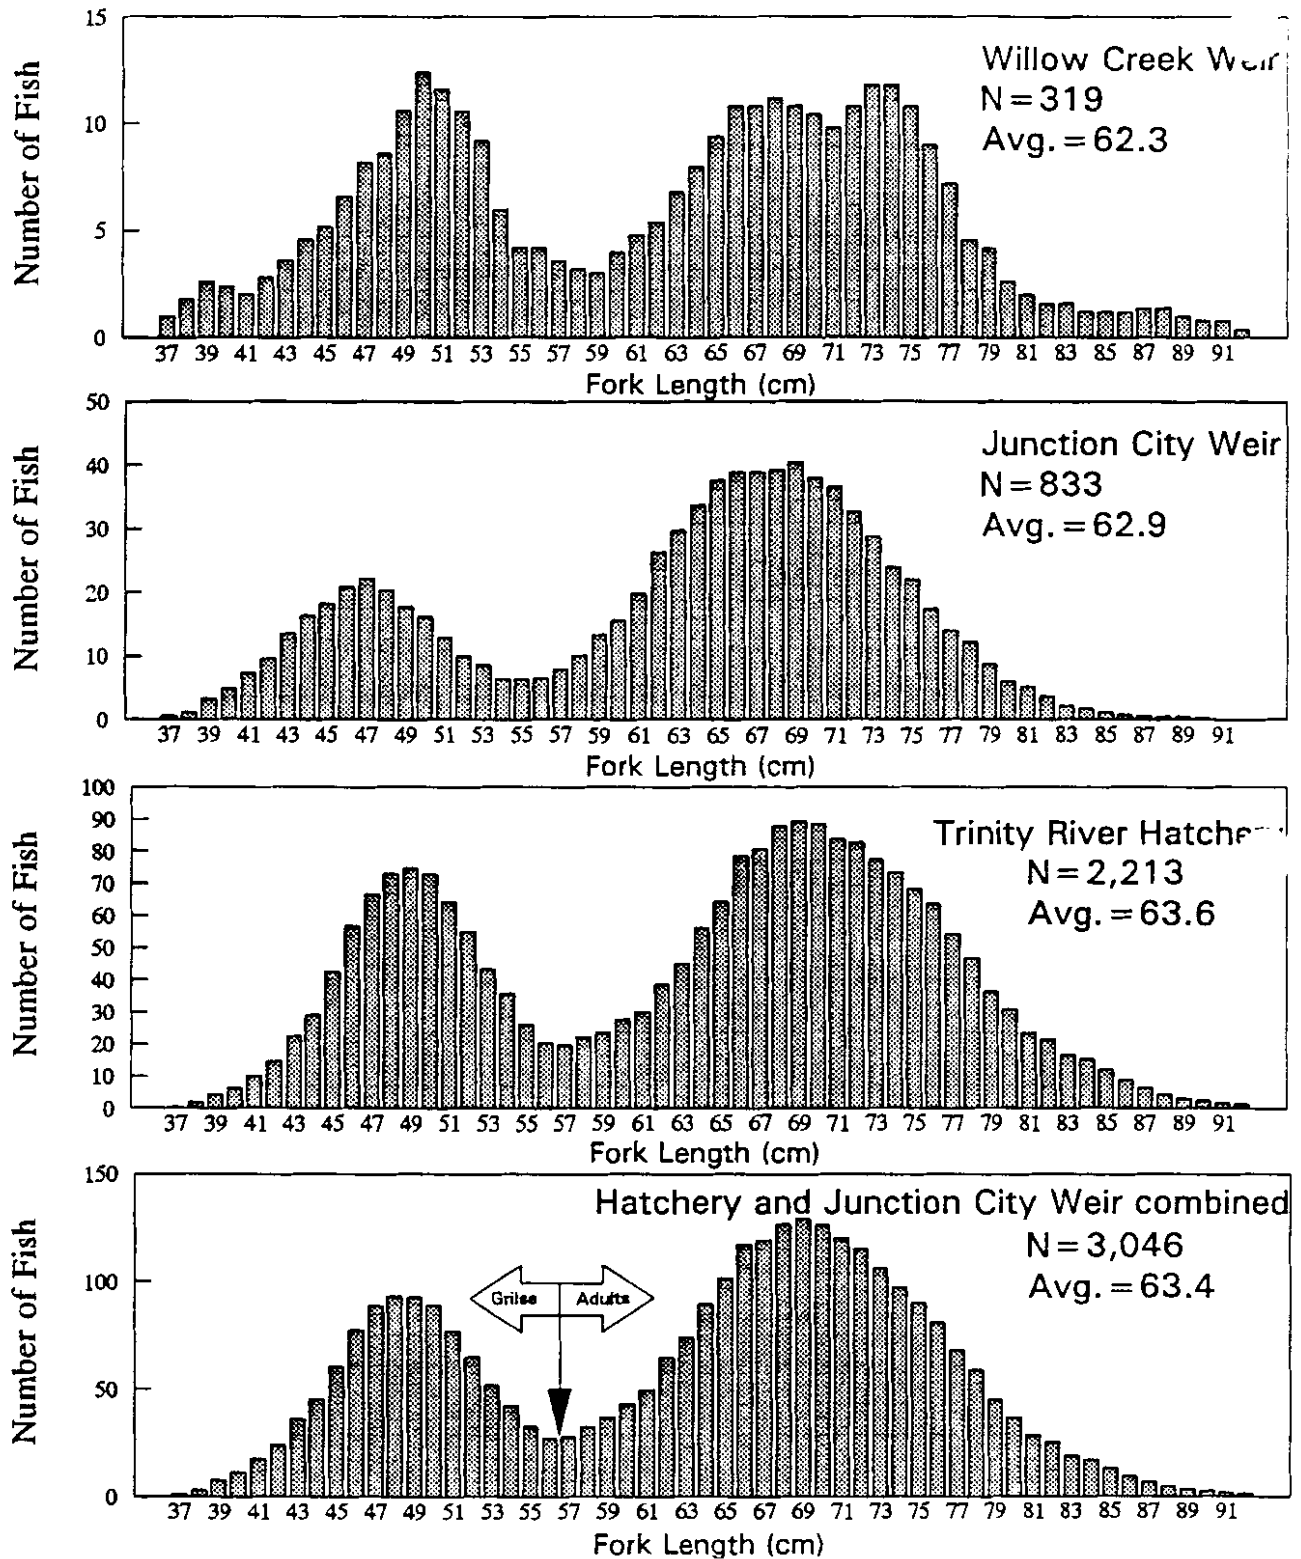 15
10
5
0
Number of Fish
Willow Creek
N=319
Avg.=62.3
37 39 41 43 45 47 49 51 53 55 57 59 61 63 65 67 69 71 73 75 77 79 81 83 85 87 89 91
Fork Length (cm)
50
40
30
20
10
0
Number of Fish
Junction City Weir
N=833
Avg.=62.9
37 39 41 43 45 47 49 51 53 55 57 59 61 63 65 67 69 71 73 75 77 79 81 83 85 87 89 91
Fork Length (cm)
100
90
80
70
60
50
40
30
20
10
0
Number of Fish
Trinity River
N=2,213
Avg.=63.6
37 39 41 43 45 47 49 51 53 55 57 59 61 63 65 67 69 71 73 75 77 79 81 83 85 87 89 91
Fork Length (cm)
150
100
50
0
Number of Fish
Hatchery and Junction City Weir combined
N=3,046
Avg.=63.4
Grilse Adults
37 39 41 43 45 47 49 51 53 55 57 59 61 63 65 67 69 71 73 75 77 79 81 83 85 87 89 91
Fork Length (cm)